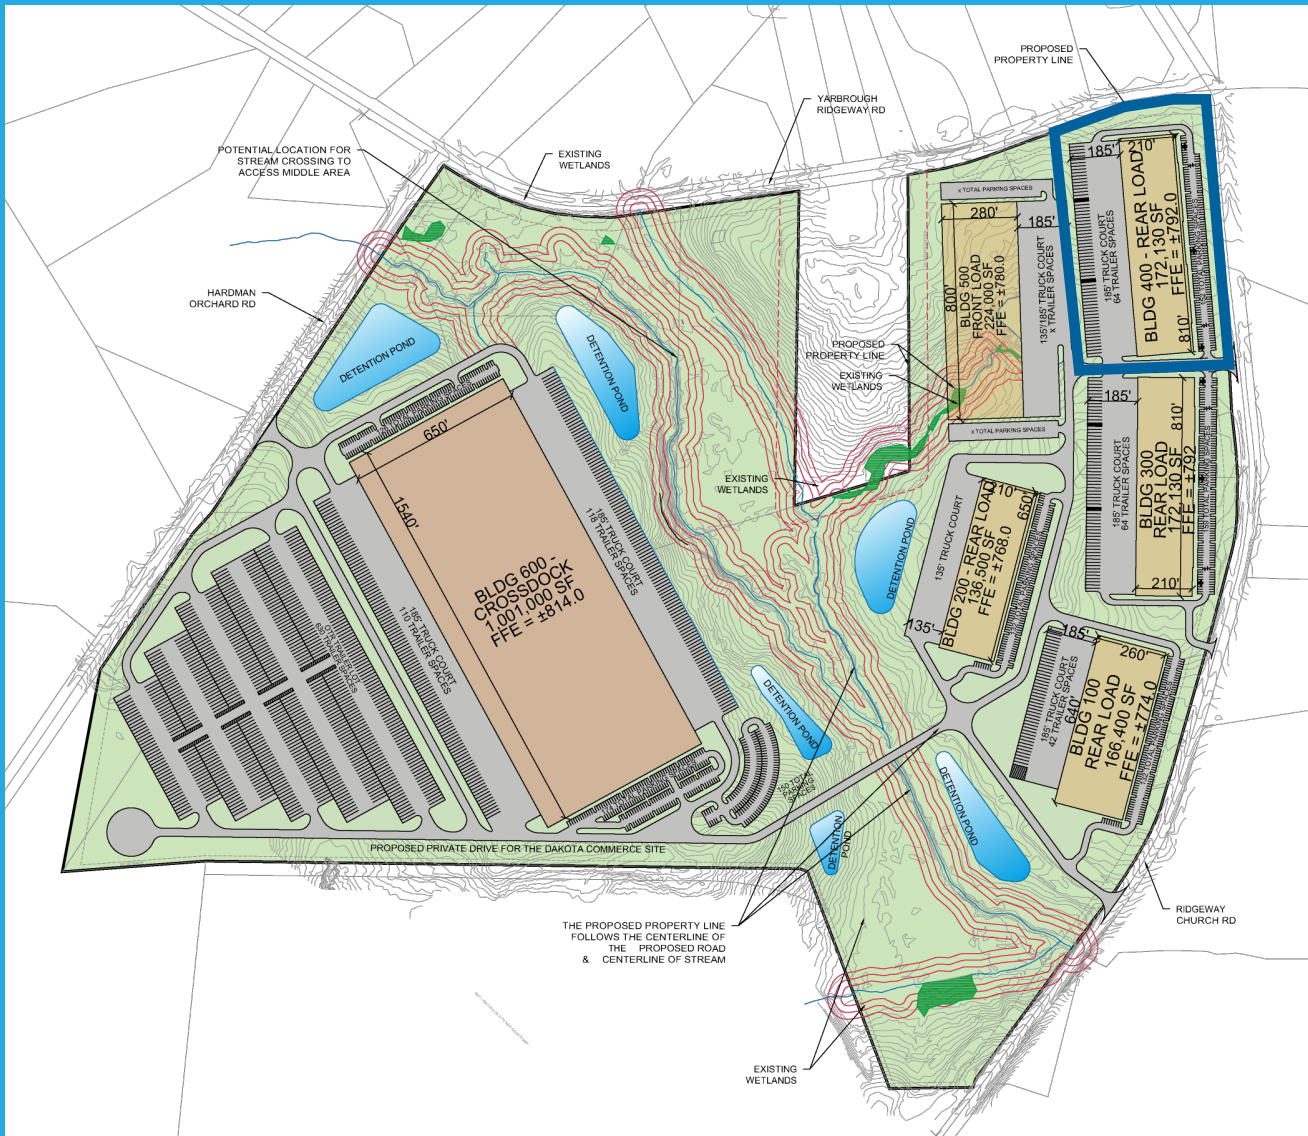 PROPOSED
PROPERTY LINE
YARBROUGH
RIDGEWAY RD
POTENTIAL LOCATION FOR
STREAM CROSSING TO
ACCESS MIDDLE AREA
EXISTING
WETLANDS
HARDMAN
ORCHARD RD
DETENTION POND
DETENTION POND
x TOTAL PARKING SPACES
280'
185'
800'
BLDG 500
FRONT LOAD
224,000 SF
FFE = ±780.0
135'/185' TRUCK COURT
x TRAILER SPACES
x TOTAL PARKING SPACES
185'
210'
185' TRUCK COURT
64 TRAILER SPACES
BLDG 400 - REAR LOAD
172,130 SF
FFE = ±792.0
810'
PROPOSED
PROPERTY LINE
EXISTING
WETLANDS
185'
810'
185' TRUCK COURT
64 TRAILER SPACES
BLDG 300
REAR LOAD
172,130 SF
FFE = ±792
210'
EXISTING
WETLANDS
650'
1540'
BLDG 600 -
CROSSDOCK
1,001,000 SF
FFE = ±814.0
185' TRUCK COURT
118 TRAILER SPACES
185' TRUCK COURT
110 TRAILER SPACES
DETENTION POND
135' TRUCK COURT
210'
650'
BLDG 200 - REAR LOAD
136,500 SF
FFE = ±768.0
135'
185'
260'
185' TRUCK COURT
42 TRAILER SPACES
640'
BLDG 100
REAR LOAD
166,400 SF
FFE = ±774.0
DETENTION POND
150 TOTAL
PARKING
SPACES
DETENTION
POND
DETENTION POND
PROPOSED PRIVATE DRIVE FOR THE DAKOTA COMMERCE SITE
THE PROPOSED PROPERTY LINE
FOLLOWS THE CENTERLINE OF
THE PROPOSED ROAD
& CENTERLINE OF STREAM
RIDGEWAY
CHURCH RD
EXISTING
WETLANDS